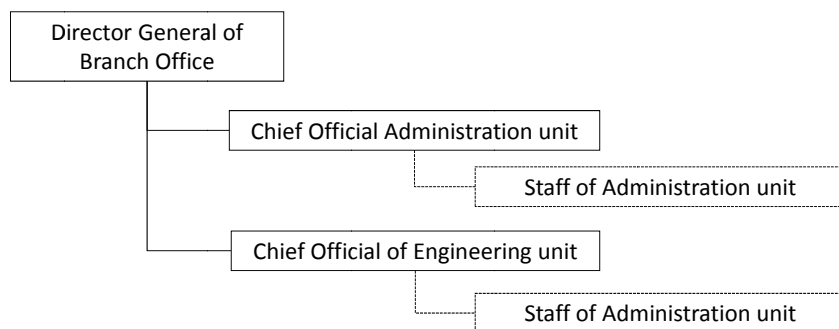 Director General of
Branch Office
Chief Official Administration unit
Staff of Administration unit
Chief Official of Engineering unit
Staff of Administration unit